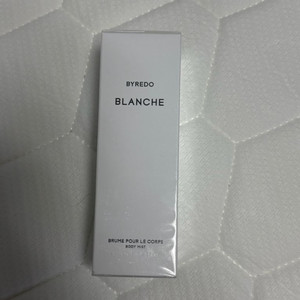 BYREDO
BLANCHE
BRUME POUR LE CORPS
BODY MIST